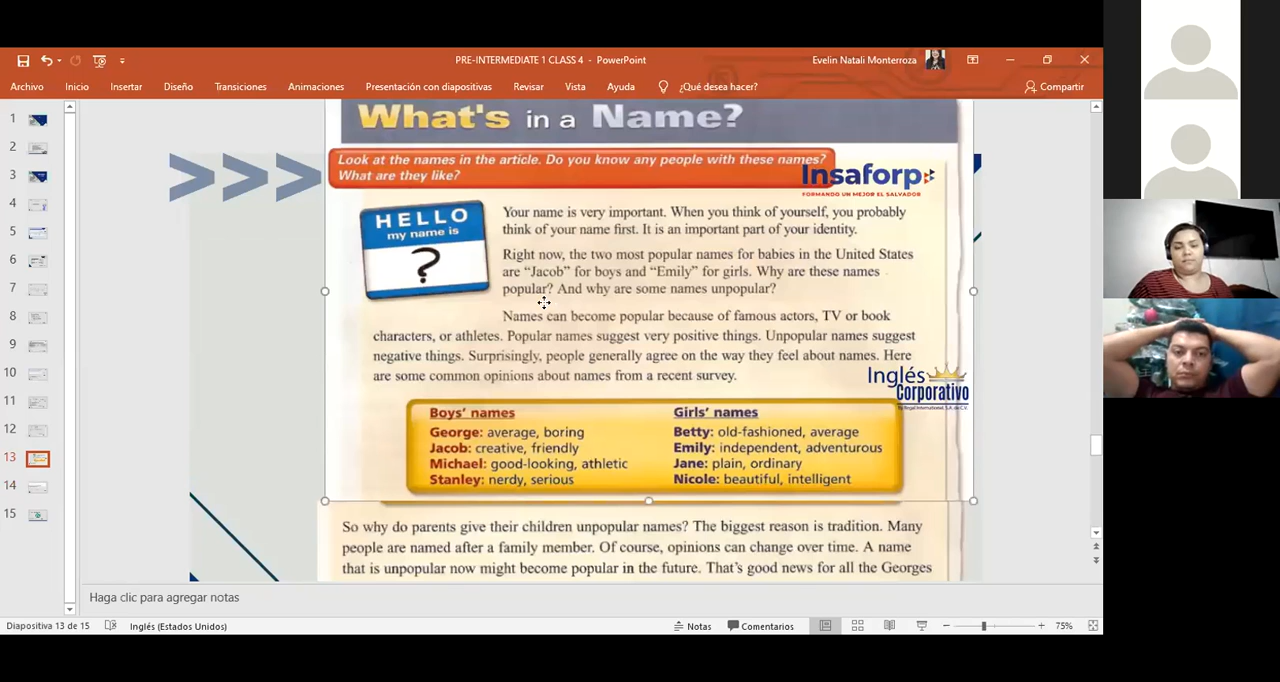 PRE-INTERMEDIATE 1 CLASS 4 - PowerPoint
Evelin Natali Monterroza
Archivo Inicio Insertar Diseño Transiciones Animaciones Presentación con diapositivas Revisar Vista Ayuda ¿Qué desea hacer? Compartir
1
2
3
4
5
6
7
8
9
10
11
12
13
14
15
What's in a Name?
Look at the names in the article. Do you know any people with these names?
What are they like?
Insaforp
FORMANDO UN MEJOR EL SALVADOR
HELLO
my name is
?
Your name is very important. When you think of yourself, you probably
think of your name first. It is an important part of your identity.
Right now, the two most popular names for babies in the United States
are "Jacob" for boys and "Emily" for girls. Why are these names
popular? And why are some names unpopular?
Names can become popular because of famous actors, TV or book
characters, or athletes. Popular names suggest very positive things. Unpopular names suggest
negative things. Surprisingly, people generally agree on the way they feel about names. Here
are some common opinions about names from a recent survey.
Inglés
Corporativo
Boys' names
George: average, boring
Jacob: creative, friendly
Michael: good-looking, athletic
Stanley: nerdy, serious
Girls' names
Betty: old-fashioned, average
Emily: independent, adventurous
Jane: plain, ordinary
Nicole: beautiful, intelligent
So why do parents give their children unpopular names? The biggest reason is tradition. Many
people are named after a family member. Of course, opinions can change over time. A name
that is unpopular now might become popular in the future. That's good news for all the Georges
Haga clic para agregar notas
Diapositiva 13 de 15 Inglés (Estados Unidos) Notas Comentarios 75%